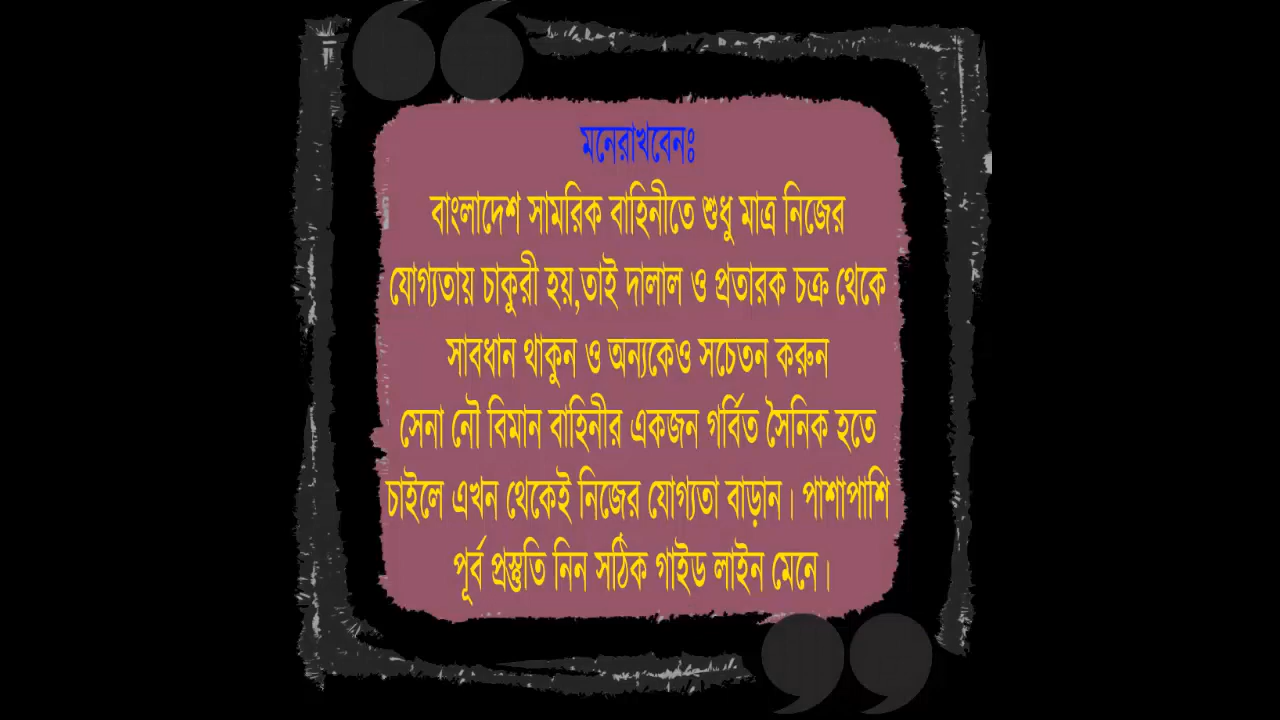 মনেরাখবেনঃ
বাংলাদেশ সামরিক বাহিনীতে শুধু মাত্র নিজের
যোগ্যতায় চাকুরী হয়,তাই দালাল ও প্রতারক চক্র থেকে
সাবধান থাকুন ও অন্যকেও সচেতন করুন
সেনা নৌ বিমান বাহিনীর একজন গর্বিত সৈনিক হতে
চাইলে এখন থেকেই নিজের যোগ্যতা বাড়ান। পাশাপাশি
পূর্ব প্রস্তুতি নিন সঠিক গাইড লাইন মেনে।